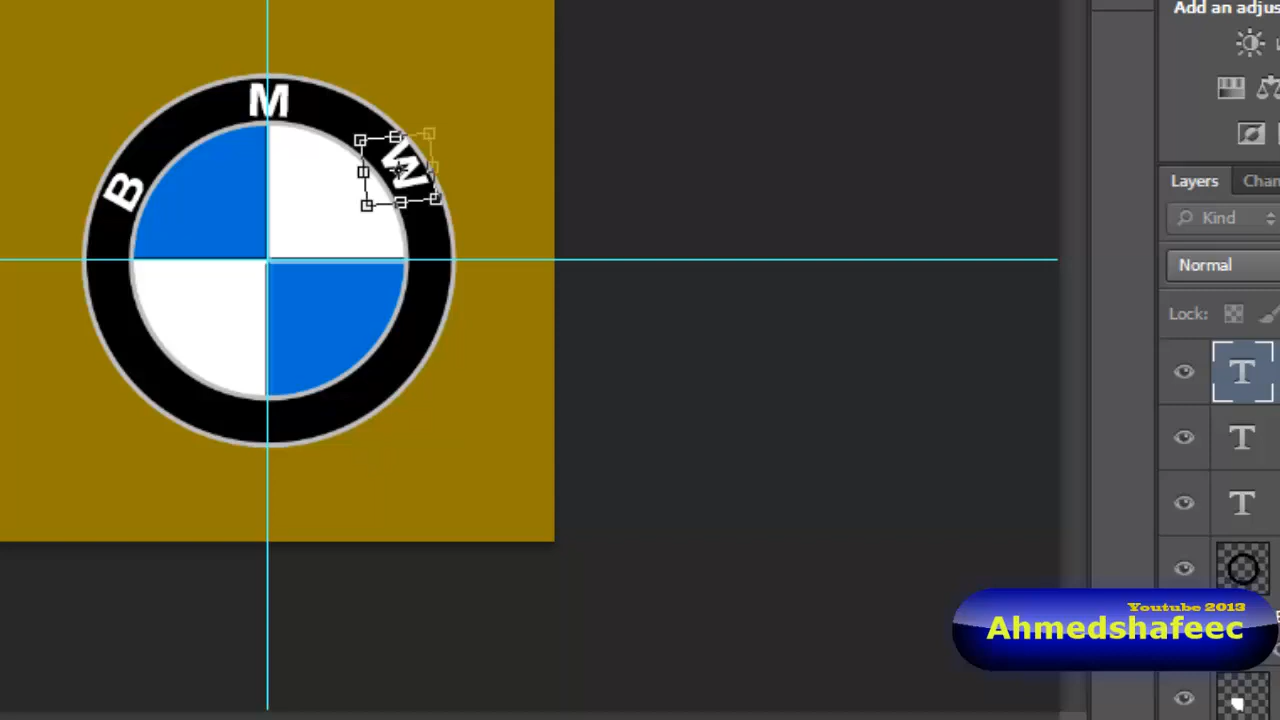 Add an adjus
M
W
B
Layers
Chan
Kind
Normal
Lock:
T
T
T
Youtube 2013
Ahmedshafeec